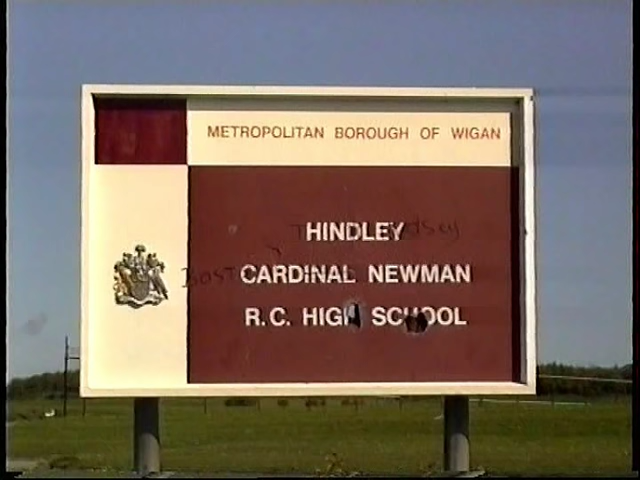 METROPOLITAN BOROUGH OF WIGAN
HINDLEY
CARDINAL NEWMAN
R.C. HIGH SCHOOL